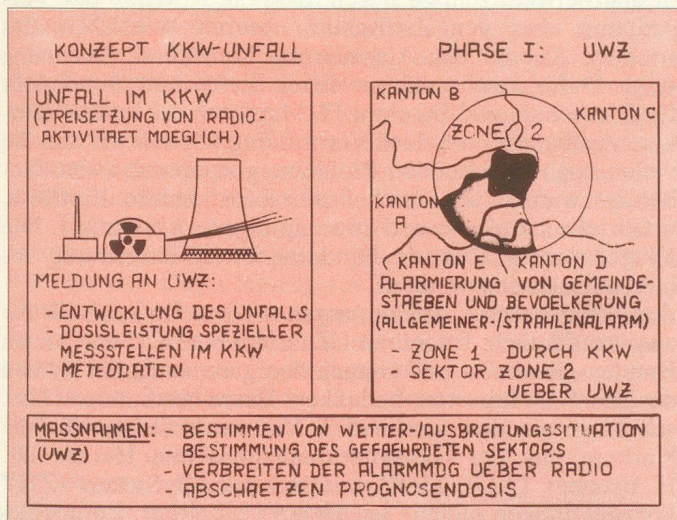 KONZEPT KKW-UNFALL
UNFALL IM KKW
(FREISETZUNG VON RADIO-
AKTIVITAET MOEGLICH)
MELDUNG AN UWZ:
- ENTWICKLUNG DES UNFALLS
- DOSISLEISTUNG SPEZIELLER
MESSSTELLEN IM KKW
- METEODATEN
PHASE I: UWZ
KANTON B
KANTON C
ZONE 2
KANTON
A
KANTON E KANTON D
ALARMIERUNG VON GEMEINDE-
STAEBEN UND BEVOELKERUNG
(ALLGEMEINER-/STRAHLENALARM)
- ZONE 1 DURCH KKW
- SEKTOR ZONE 2
UEBER UWZ
MASSNAHMEN: - BESTIMMEN VON WETTER-/AUSBREITUNGSSITUATION
(UWZ) - BESTIMMUNG DES GEFAEHRDETEN SEKTORS
- VERBREITEN DER ALARMMDG UEBER RADIO
- ABSCHAETZEN PROGNOSENDOSIS